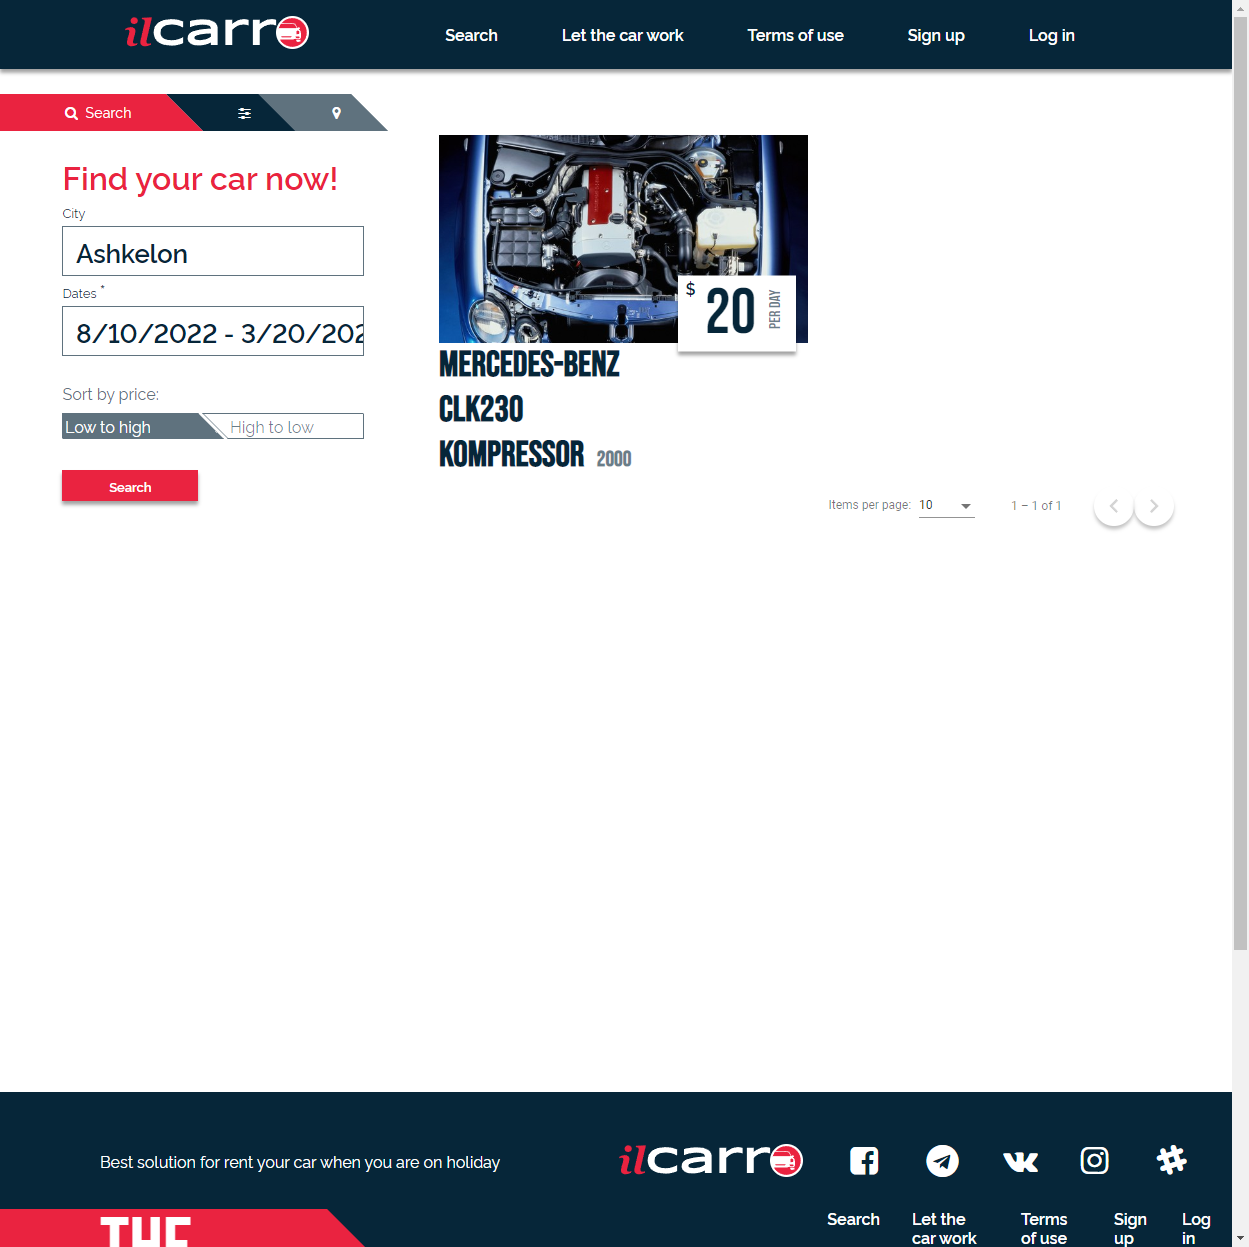 ilcarro
Search
Let the car work
Terms of use
Sign up
Log in
Search
Find your car now!
City
Ashkelon
Dates *
8/10/2022 - 3/20/202
Sort by price:
Low to high
High to low
Search
$ 20 PER DAY
MERCEDES-BENZ
CLK230
KOMPRESSOR 2000
Items per page: 10
1 – 1 of 1
Best solution for rent your car when you are on holiday
ilcarro
THE
Search
Let the
car work
Terms
of use
Sign
up
Log
in